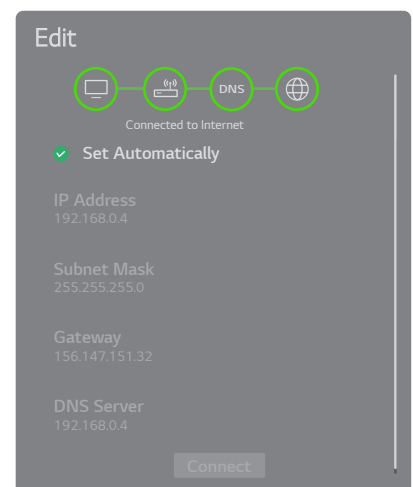 Edit
DNS
Connected to Internet
Set Automatically
IP Address
192.168.0.4
Subnet Mask
255.255.255.0
Gateway
156.147.151.32
DNS Server
192.168.0.4
Connect